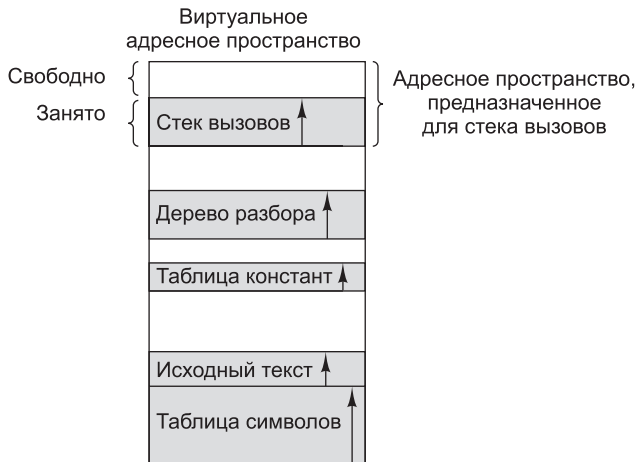 Виртуальное
адресное пространство
Свободно
Занято
Адресное пространство,
предназначенное
для стека вызовов
Стек вызовов
Дерево разбора
Таблица констант
Исходный текст
Таблица символов